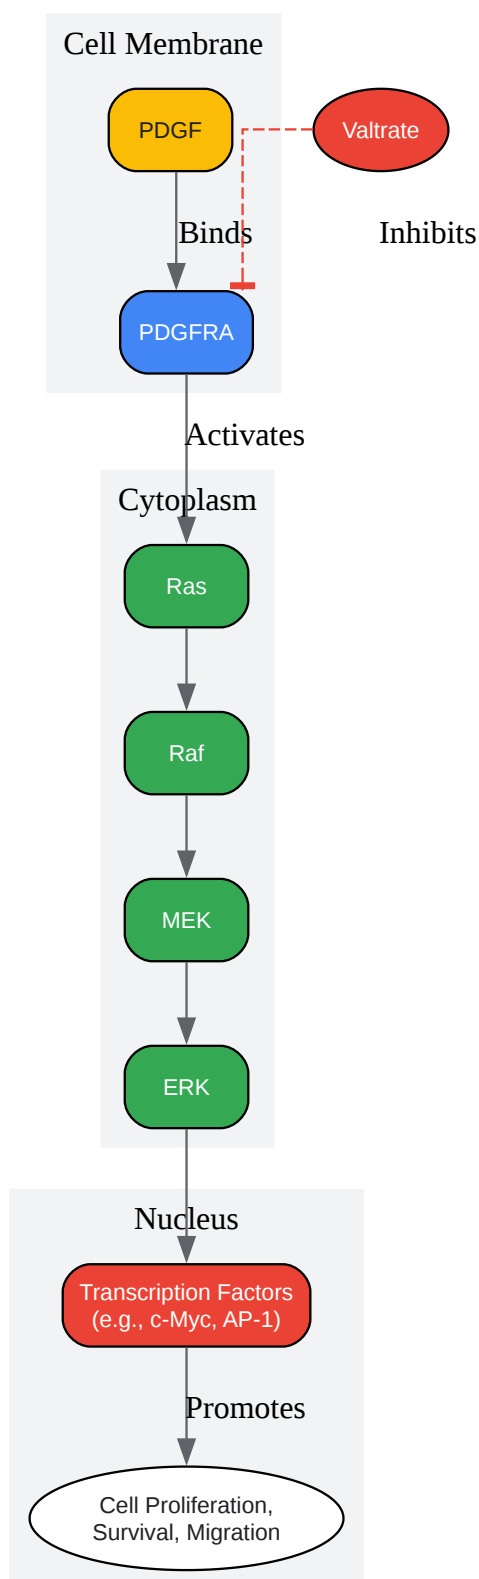 Cell Membrane
PDGF
Valtrate
Binds
Inhibits
PDGFRA
Activates
Cytoplasm
Ras
Raf
MEK
ERK
Nucleus
Transcription Factors
(e.g., c-Myc, AP-1)
Promotes
Cell Proliferation,
Survival, Migration